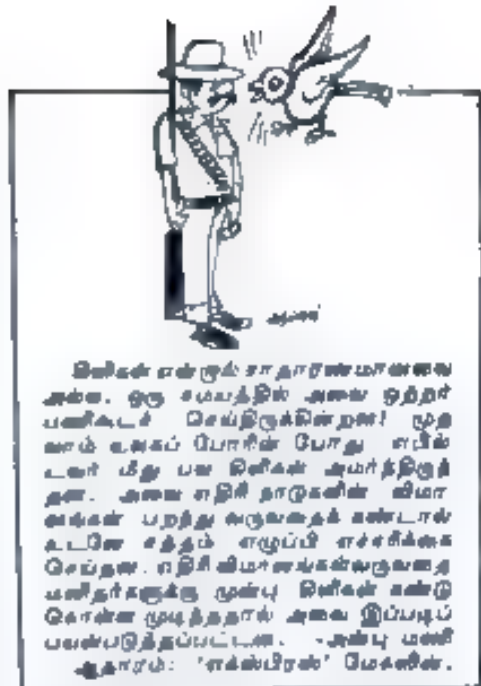 கிளிகள் என்றால் சாதாரணமானவை
அல்ல. ஒரு சமயத்தில் அவை ஒற்றர்
பணிகூடச் செய்திருக்கின்றன! முத
லாம் உலகப் போரின் போது எபில்
டவர் மீது பல கிளிகள் அமர்த்திருந்
தன. அவை எதிரி நாடுகளின் விமா
னங்கள் பறந்து வருவதைக் கண்டால்
உடனே சத்தம் எழுப்பி எச்சரிக்கை
செய்தன. எதிரி விமானங்கள் வருவதை
மனிதர்களுக்கு முன்பு கிளிகள் கண்டு
கொள்ள முடிந்ததால் அவை இப்படிப்
பயன்படுத்தப்பட்டன. -அன்பு மணி
ஆதாரம்: 'எக்ஸ்பிரஸ்' மேகஸின்.